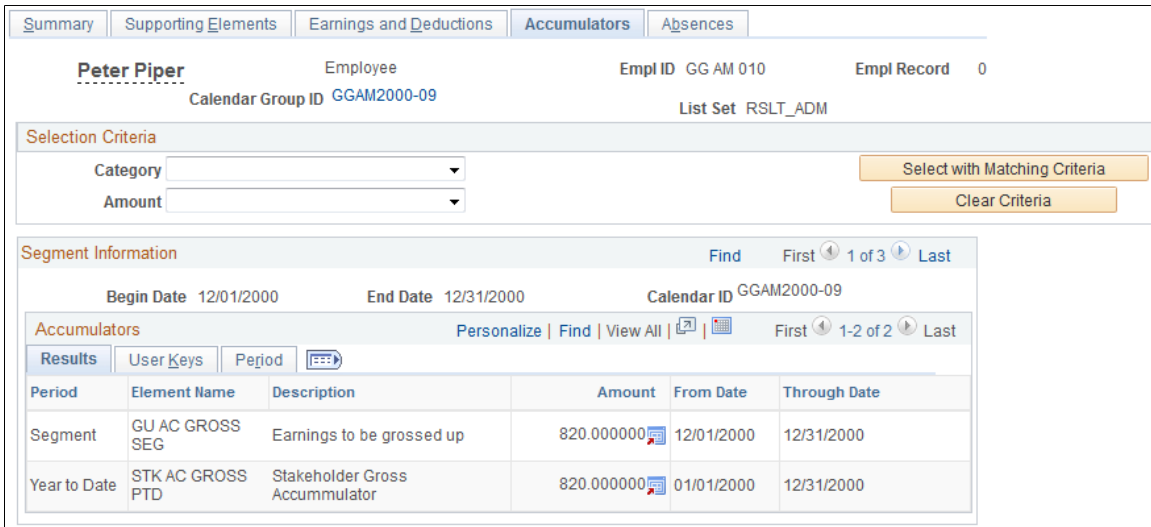 Summary Supporting Elements Earnings and Deductions Accumulators Absences
Peter Piper Employee Empl ID GG AM 010 Empl Record 0
Calendar Group ID GGAM2000-09 List Set RSLT_ADM
Selection Criteria
Category Select with Matching Criteria
Amount Clear Criteria
Segment Information Find First 1 of 3 Last
Begin Date 12/01/2000 End Date 12/31/2000 Calendar ID GGAM2000-09
Accumulators Personalize | Find | View All | | First 1-2 of 2 Last
Results User Keys Period
Period Element Name Description Amount From Date Through Date
Segment GU AC GROSS SEG Earnings to be grossed up 820.000000 12/01/2000 12/31/2000
Year to Date STK AC GROSS PTD Stakeholder Gross Accummulator 820.000000 01/01/2000 12/31/2000